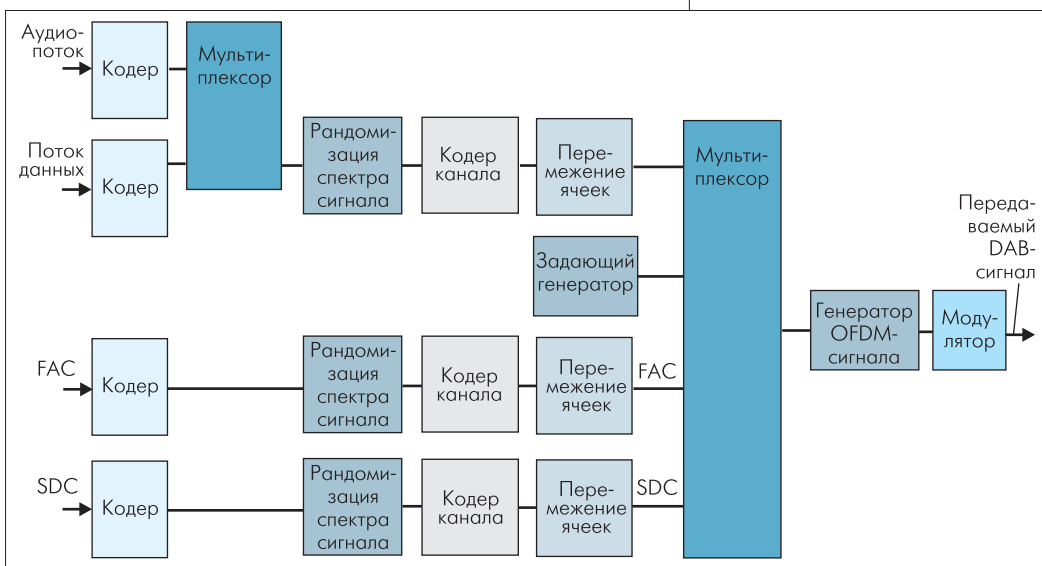 Аудио-
поток
Кодер
Мульти-
плексор
Поток
данных
Кодер
Рандоми-
зация
спектра
сигнала
Кодер
канала
Пере-
межение
ячеек
Мульти-
плексор
Задающий
генератор
Переда-
ваемый
DAB-
сигнал
Генератор
OFDM-
сигнала
Моду-
лятор
FAC
Кодер
Рандоми-
зация
спектра
сигнала
Кодер
канала
Пере-
межение
ячеек
FAC
SDC
Кодер
Рандоми-
зация
спектра
сигнала
Кодер
канала
Пере-
межение
ячеек
SDC